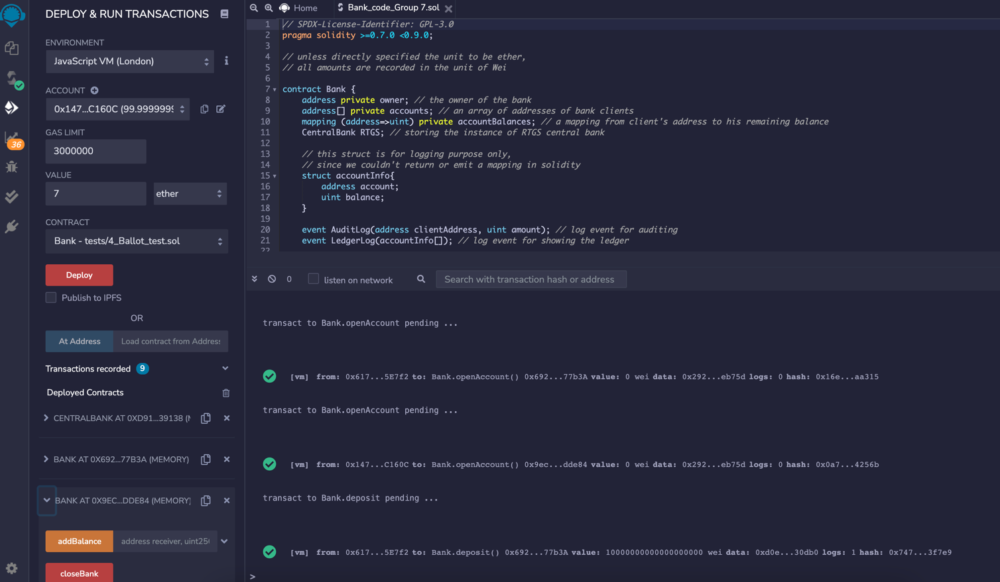 DEPLOY & RUN TRANSACTIONS
ENVIRONMENT
JavaScript VM (London)
ACCOUNT
0x147...C160C (99.9999999
GAS LIMIT
3000000
VALUE
7
ether
CONTRACT
Bank - tests/4_Ballot_test.sol
Deploy
Publish to IPFS
OR
At Address
Load contract from Address
Transactions recorded 9
Deployed Contracts
CENTRALBANK AT 0XD91...39138 (M
BANK AT 0X692...77B3A (MEMORY)
BANK AT 0X9EC...DDE84 (MEMORY)
addBalance
address receiver, uint256
closeBank
36
Home
Bank_code_Group 7.sol
1 // SPDX-License-Identifier: GPL-3.0
2 pragma solidity >=0.7.0 <0.9.0;
3
4 // unless directly specified the unit to be ether,
5 // all amounts are recorded in the unit of Wei
6
7 contract Bank {
8 address private owner; // the owner of the bank
9 address[] private accounts; // an array of addresses of bank clients
10 mapping (address=>uint) private accountBalances; // a mapping from client's address to his remaining balance
11 CentralBank RTGS; // storing the instance of RTGS central bank
12
13 // this struct is for logging purpose only,
14 // since we couldn't return or emit a mapping in solidity
15 struct accountInfo{
16 address account;
17 uint balance;
18 }
19
20 event AuditLog(address clientAddress, uint amount); // log event for auditing
21 event LedgerLog(accountInfo[]); // log event for showing the ledger
22
0
listen on network
Search with transaction hash or address
transact to Bank.openAccount pending ...
[vm] from: 0x617...5E7f2 to: Bank.openAccount() 0x692...77b3A value: 0 wei data: 0x292...eb75d logs: 0 hash: 0x16e...aa315
transact to Bank.openAccount pending ...
[vm] from: 0x147...C160C to: Bank.openAccount() 0x9ec...dde84 value: 0 wei data: 0x292...eb75d logs: 0 hash: 0x0a7...4256b
transact to Bank.deposit pending ...
[vm] from: 0x617...5E7f2 to: Bank.deposit() 0x692...77b3A value: 10000000000000000000 wei data: 0xd0e...30db0 logs: 1 hash: 0x747...3f7e9
>